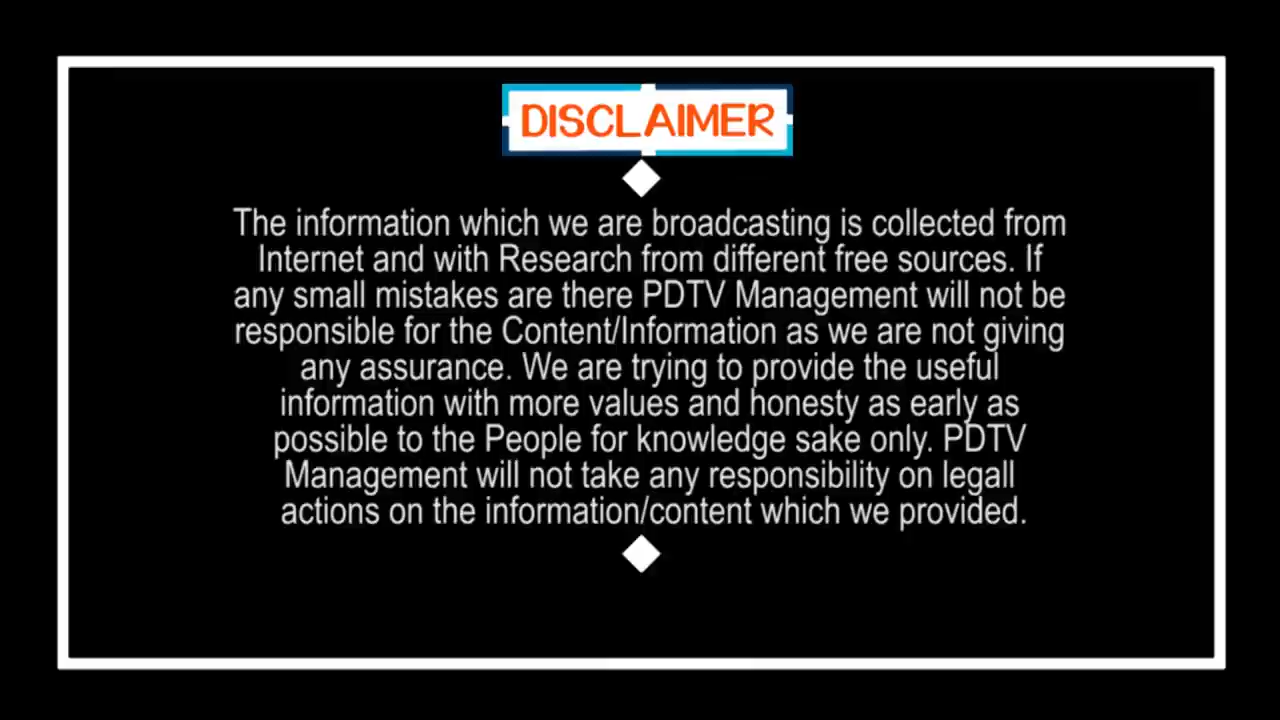 DISCLAIMER
The information which we are broadcasting is collected from
Internet and with Research from different free sources. If
any small mistakes are there PDTV Management will not be
responsible for the Content/Information as we are not giving
any assurance. We are trying to provide the useful
information with more values and honesty as early as
possible to the People for knowledge sake only. PDTV
Management will not take any responsibility on legall
actions on the information/content which we provided.